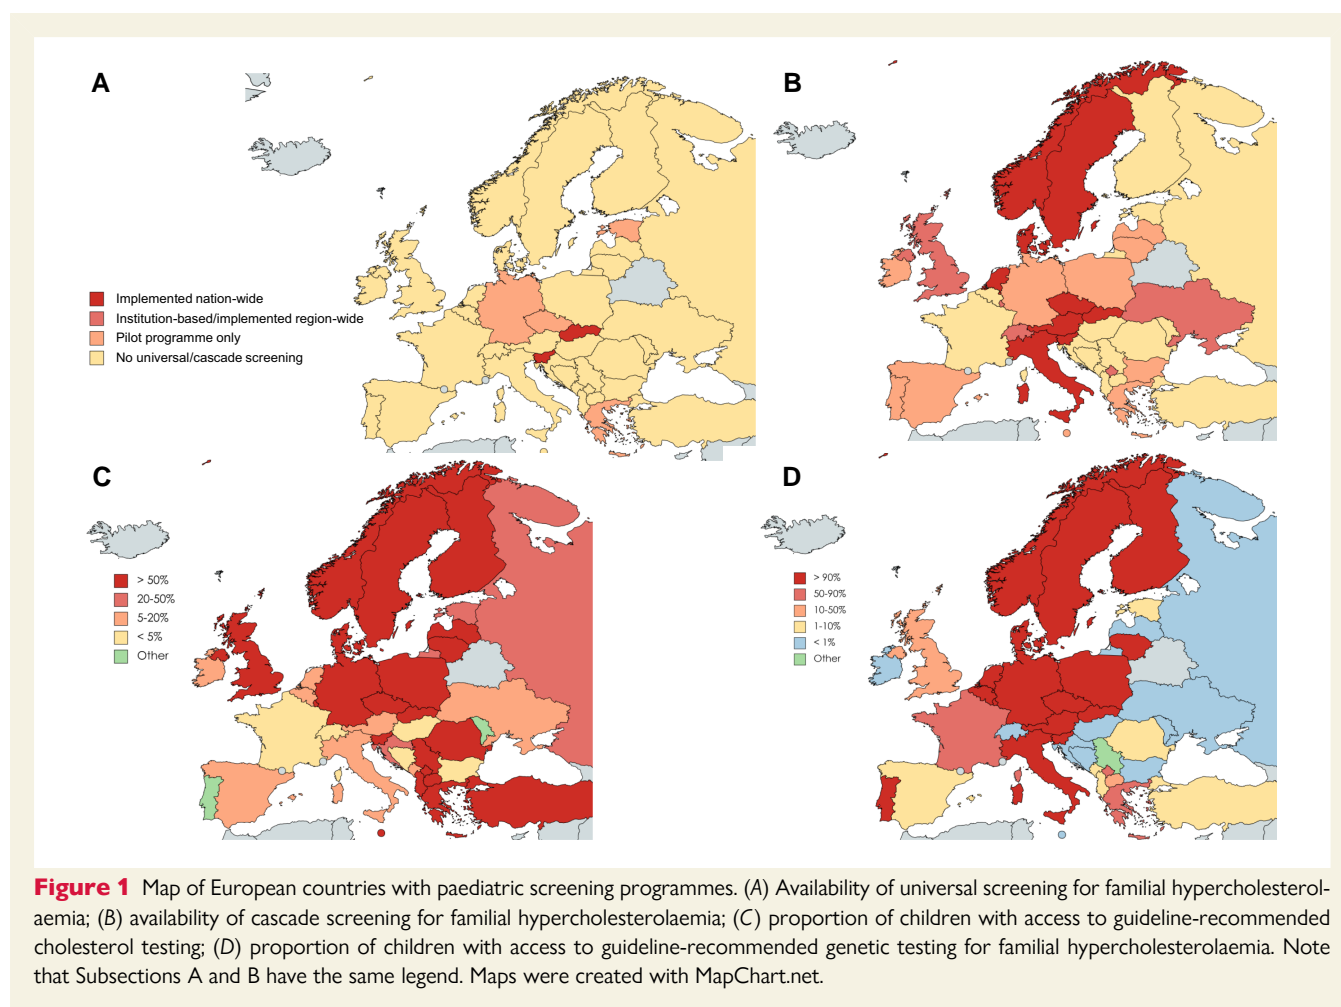 A
B
Implemented nation-wide
Institution-based/implemented region-wide
Pilot programme only
No universal/cascade screening
C
D
> 50%
20-50%
5-20%
< 5%
Other
> 90%
50-90%
10-50%
1-10%
< 1%
Other
Figure 1 Map of European countries with paediatric screening programmes. (A) Availability of universal screening for familial hypercholesterol-
aemia; (B) availability of cascade screening for familial hypercholesterolaemia; (C) proportion of children with access to guideline-recommended
cholesterol testing; (D) proportion of children with access to guideline-recommended genetic testing for familial hypercholesterolaemia. Note
that Subsections A and B have the same legend. Maps were created with MapChart.net.